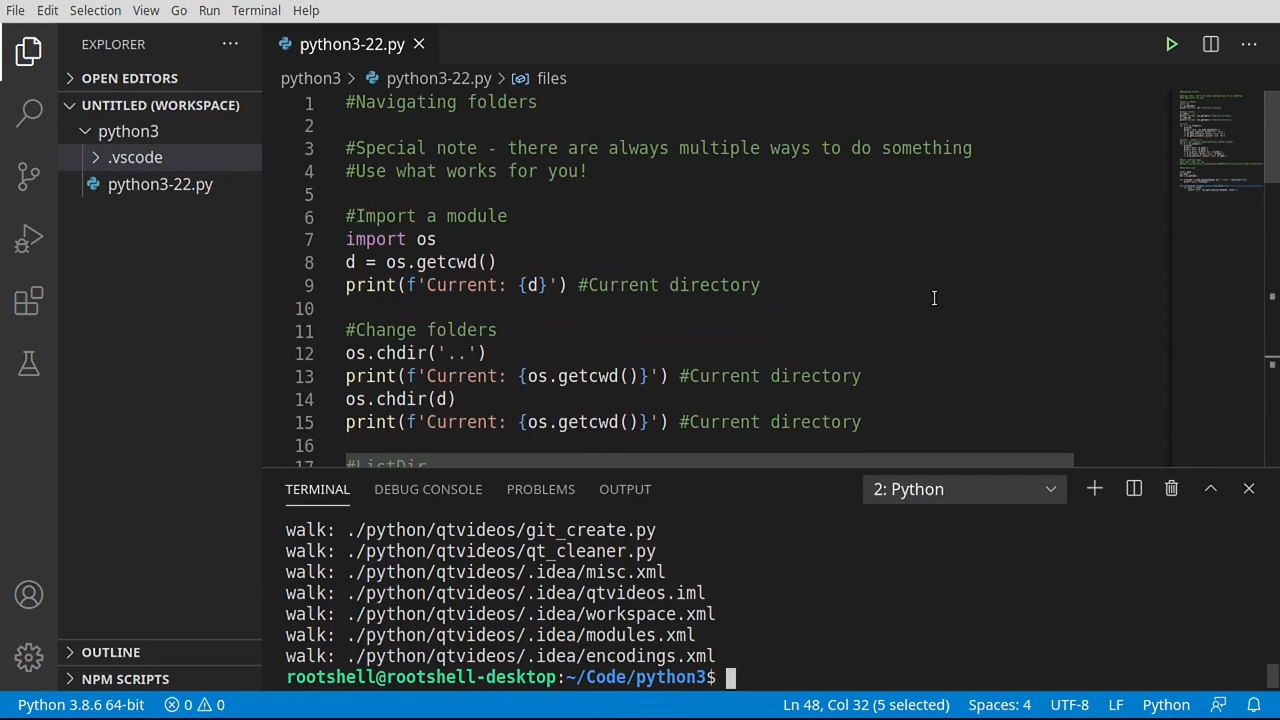 File Edit Selection View Go Run Terminal Help
EXPLORER
python3-22.py
OPEN EDITORS
UNTITLED (WORKSPACE)
python3
.vscode
python3-22.py
OUTLINE
NPM SCRIPTS
python3 > python3-22.py > files
1 #Navigating folders
2
3 #Special note - there are always multiple ways to do something
4 #Use what works for you!
5
6 #Import a module
7 import os
8 d = os.getcwd()
9 print(f'Current: {d}') #Current directory
10
11 #Change folders
12 os.chdir('..')
13 print(f'Current: {os.getcwd()}') #Current directory
14 os.chdir(d)
15 print(f'Current: {os.getcwd()}') #Current directory
16
17 #ListDir
TERMINAL DEBUG CONSOLE PROBLEMS OUTPUT 2: Python
walk: ./python/qtvideos/git_create.py
walk: ./python/qtvideos/qt_cleaner.py
walk: ./python/qtvideos/.idea/misc.xml
walk: ./python/qtvideos/.idea/qtvideos.iml
walk: ./python/qtvideos/.idea/workspace.xml
walk: ./python/qtvideos/.idea/modules.xml
walk: ./python/qtvideos/.idea/encodings.xml
rootshell@rootshell-desktop:~/Code/python3$
Python 3.8.6 64-bit 0 0 Ln 48, Col 32 (5 selected) Spaces: 4 UTF-8 LF Python